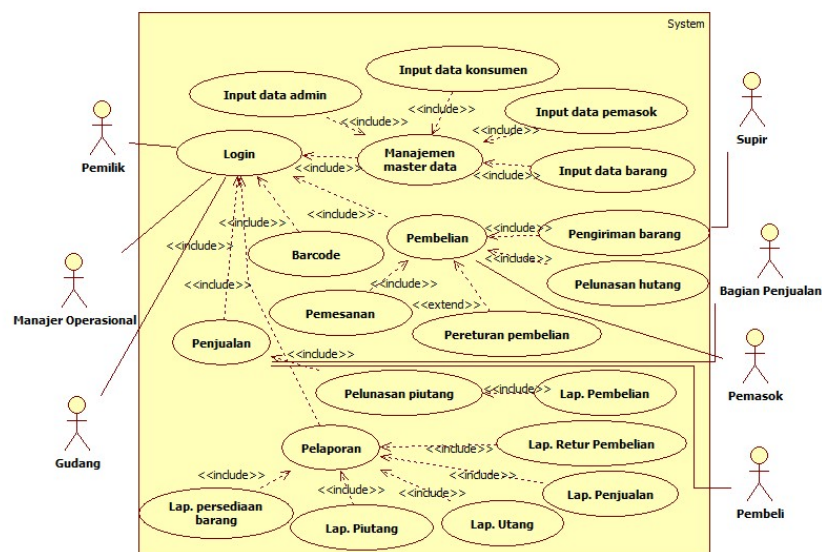 System
Input data konsumen
Input data admin
<<include>>
<<include>>
Input data pemasok
<<include>>
Supir
Pemilik
Login
<<include>>
Manajemen
master data
Input data barang
<<include>>
<<include>>
<<include>>
<<include>>
<<include>>
Pembelian
Pengiriman barang
Barcode
<<include>>
Manajer Operasional
<<include>>
<<include>>
Pelunasan hutang
Bagian Penjualan
Pemesanan
<<extend>>
Pereturan pembelian
Penjualan
<<include>>
Pelunasan piutang
<<include>>
Lap. Pembelian
Pemasok
Gudang
Pelaporan
Lap. Retur Pembelian
<<include>>
<<include>>
<<include>>
<<include>>
Lap. Penjualan
Lap. persediaan
barang
Lap. Piutang
Lap. Utang
Pembeli